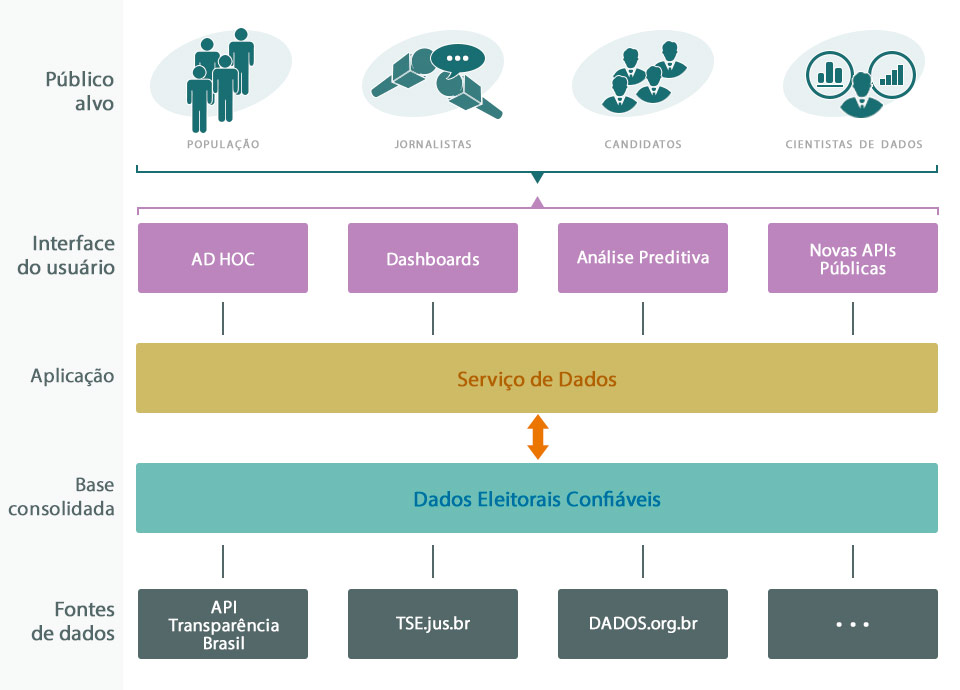 Público
alvo
POPULAÇÃO
JORNALISTAS
CANDIDATOS
CIENTISTAS DE DADOS
Interface
do usuário
AD HOC
Dashboards
Análise Preditiva
Novas APIs
Públicas
Aplicação
Serviço de Dados
Base
consolidada
Dados Eleitorais Confiáveis
Fontes
de dados
API
Transparência
Brasil
TSE.jus.br
DADOS.org.br
...